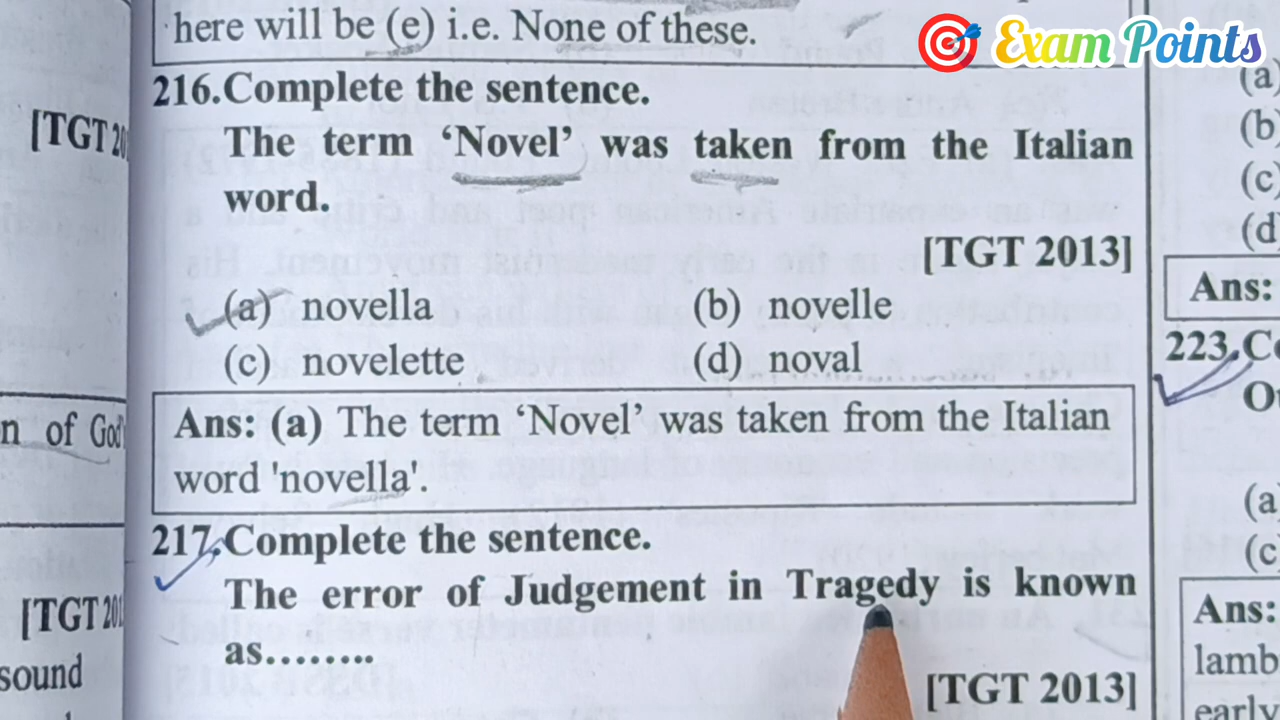 Exam Points
here will be (e) i.e. None of these.
216.Complete the sentence.
The term ‘Novel’ was taken from the Italian
word.
[TGT 2013]
(a) novella (b) novelle
(c) novelette (d) noval
Ans: (a) The term ‘Novel’ was taken from the Italian
word 'novella'.
217.Complete the sentence.
The error of Judgement in Tragedy is known
as........
[TGT 2013]
[TGT 20
n of God
[TGT 201
sound
(a)
(b)
(c)
(d
Ans:
223.C
(a
(c
Ans:
lamb
early